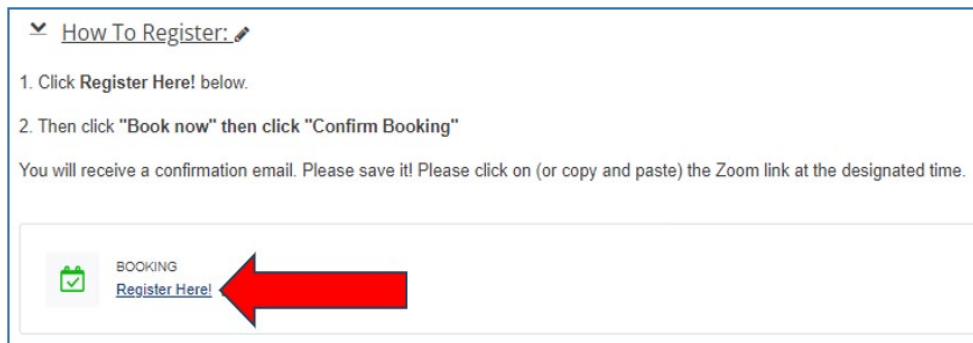 How To Register:
1. Click Register Here! below.
2. Then click "Book now" then click "Confirm Booking"
You will receive a confirmation email. Please save it! Please click on (or copy and paste) the Zoom link at the designated time.
BOOKING
Register Here!